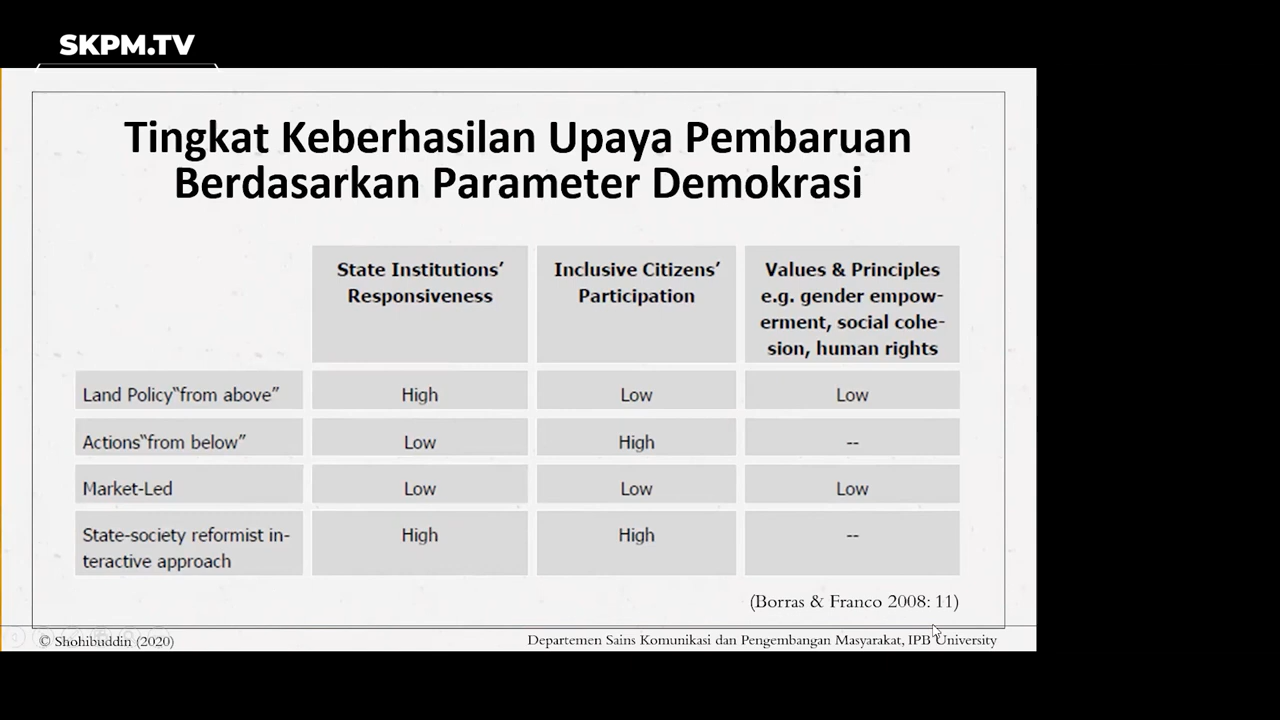 SKPM.TV
Tingkat Keberhasilan Upaya Pembaruan
Berdasarkan Parameter Demokrasi
State Institutions’
Responsiveness
Inclusive Citizens’
Participation
Values & Principles
e.g. gender empow-
erment, social cohe-
sion, human rights
Land Policy“from above” High Low Low
Actions“from below” Low High --
Market-Led Low Low Low
State-society reformist in-
teractive approach
High High --
(Borras & Franco 2008: 11)
© Shohibuddin (2020)
Departemen Sains Komunikasi dan Pengembangan Masyarakat, IPB University